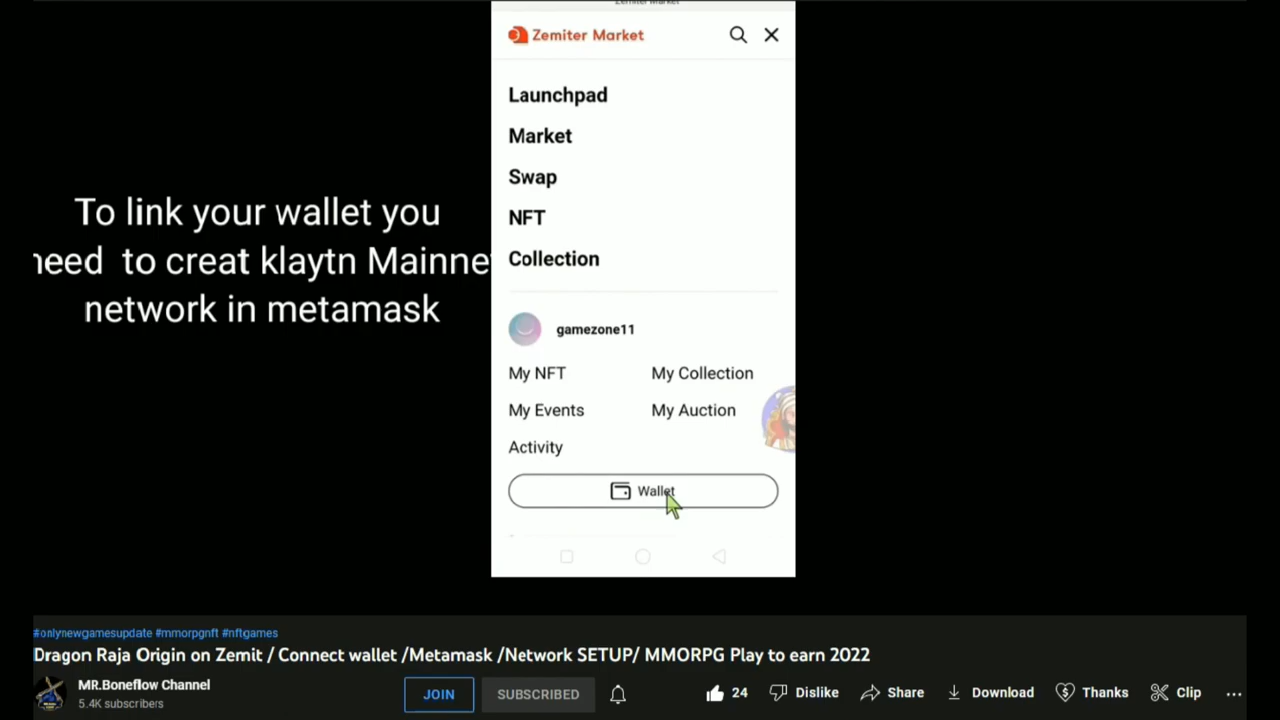 Zemiter Market
Zemiter Market
Launchpad
Market
Swap
NFT
Collection
gamezone11
My NFT My Collection
My Events My Auction
Activity
Wallet
To link your wallet you
need to creat klaytn Mainne
network in metamask
#onlynewgamesupdate #mmorpgnft #nftgames
Dragon Raja Origin on Zemit / Connect wallet /Metamask /Network SETUP/ MMORPG Play to earn 2022
MR.Boneflow Channel
5.4K subscribers
JOIN SUBSCRIBED 24 Dislike Share Download Thanks Clip